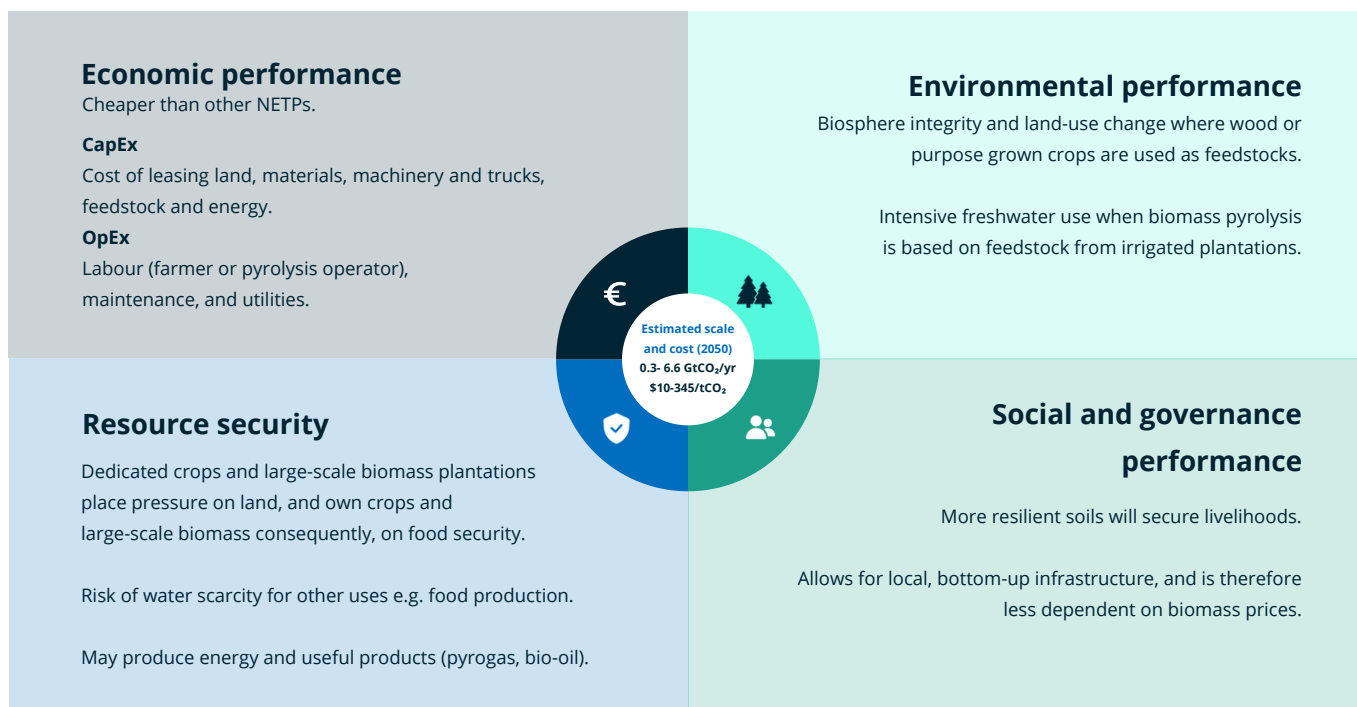 Economic performance
Cheaper than other NETPs.
CapEx
Cost of leasing land, materials, machinery and trucks,
feedstock and energy.
OpEx
Labour (farmer or pyrolysis operator),
maintenance, and utilities.
Environmental performance
Biosphere integrity and land-use change where wood or
purpose grown crops are used as feedstocks.
Intensive freshwater use when biomass pyrolysis
is based on feedstock from irrigated plantations.
€
Estimated scale
and cost (2050)
0.3- 6.6 GtCO₂/yr
$10-345/tCO₂
Resource security
Dedicated crops and large-scale biomass plantations
place pressure on land, and own crops and
large-scale biomass consequently, on food security.
Risk of water scarcity for other uses e.g. food production.
May produce energy and useful products (pyrogas, bio-oil).
Social and governance
performance
More resilient soils will secure livelihoods.
Allows for local, bottom-up infrastructure, and is therefore
less dependent on biomass prices.